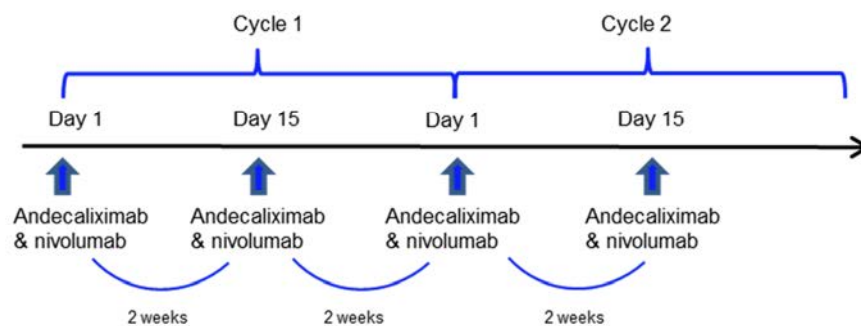 Cycle 1
Cycle 2
Day 1
Day 15
Day 1
Day 15
Andecaliximab
& nivolumab
Andecaliximab
& nivolumab
Andecaliximab
& nivolumab
Andecaliximab
& nivolumab
2 weeks
2 weeks
2 weeks